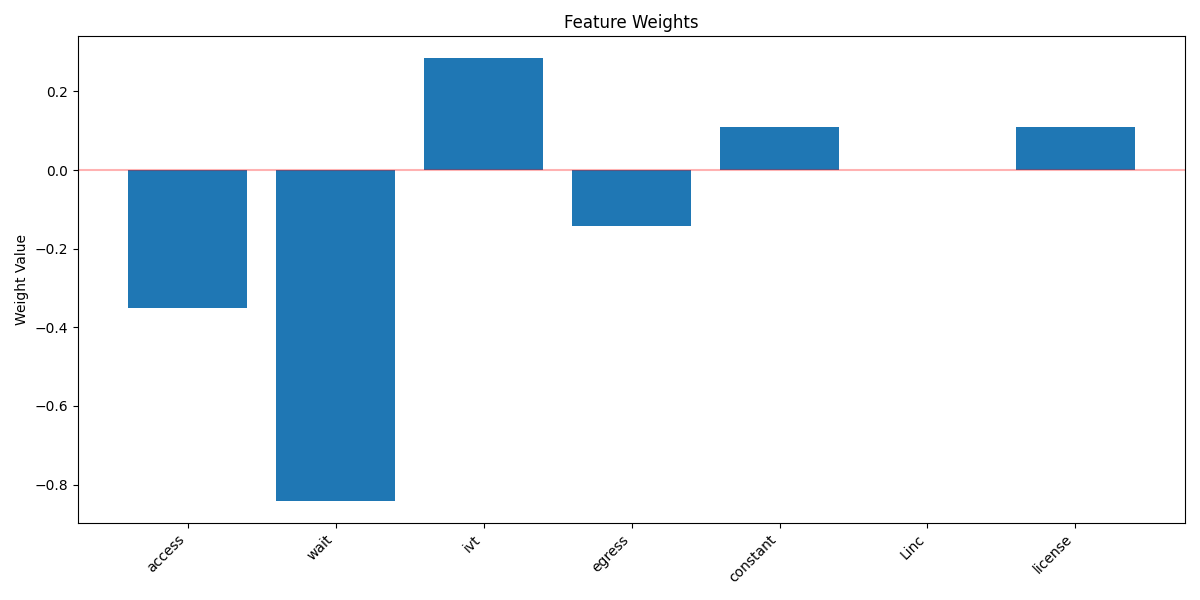 Feature Weights
0.2
0.0
−0.2
−0.4
−0.6
−0.8
Weight Value
access
wait
ivt
egress
constant
Linc
license